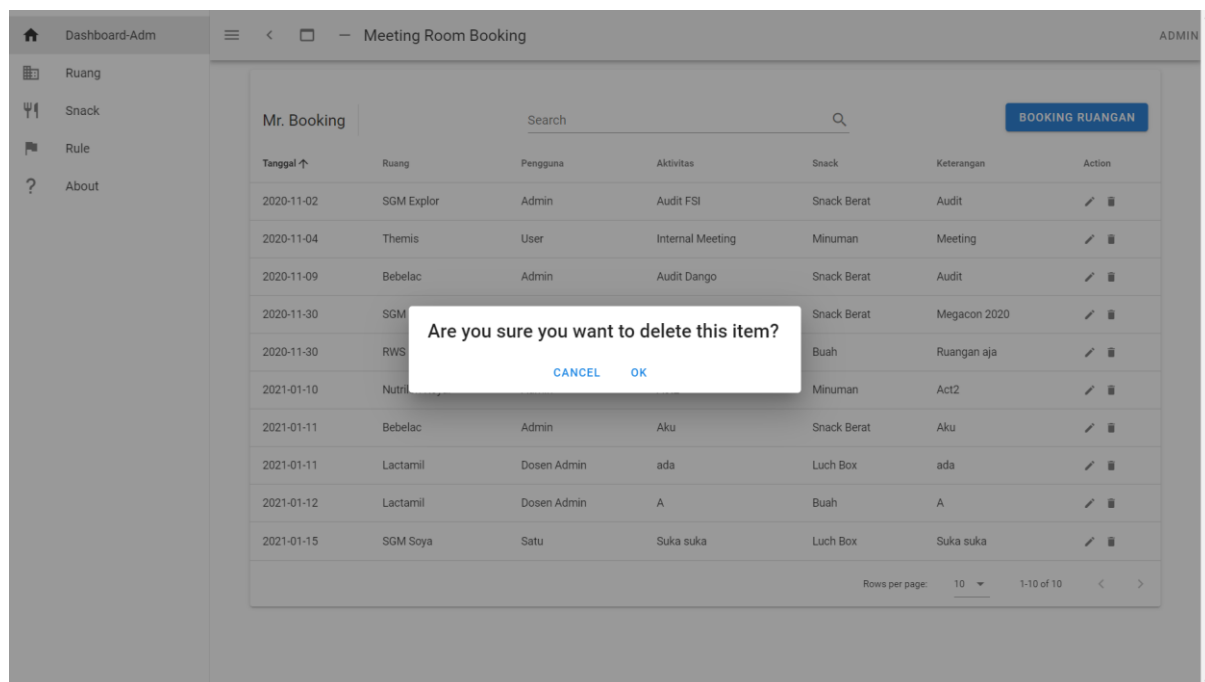 Dashboard-Adm
Meeting Room Booking
ADMIN
Ruang
Snack
Rule
About
Mr. Booking
Search
BOOKING RUANGAN
Tanggal Ruang Pengguna Aktivitas Snack Keterangan Action
2020-11-02 SGM Explor Admin Audit FSI Snack Berat Audit
2020-11-04 Themis User Internal Meeting Minuman Meeting
2020-11-09 Bebelac Admin Audit Dango Snack Berat Audit
2020-11-30 SGM Snack Berat Megacon 2020
Are you sure you want to delete this item?
2020-11-30 RWS Buah Ruangan aja
CANCEL OK
2021-01-10 Minuman Act2
2021-01-11 Bebelac Admin Aku Snack Berat Aku
2021-01-11 Lactamil Dosen Admin ada Luch Box ada
2021-01-12 Lactamil Dosen Admin A Buah A
2021-01-15 SGM Soya Satu Suka suka Luch Box Suka suka
Rows per page: 10 1-10 of 10